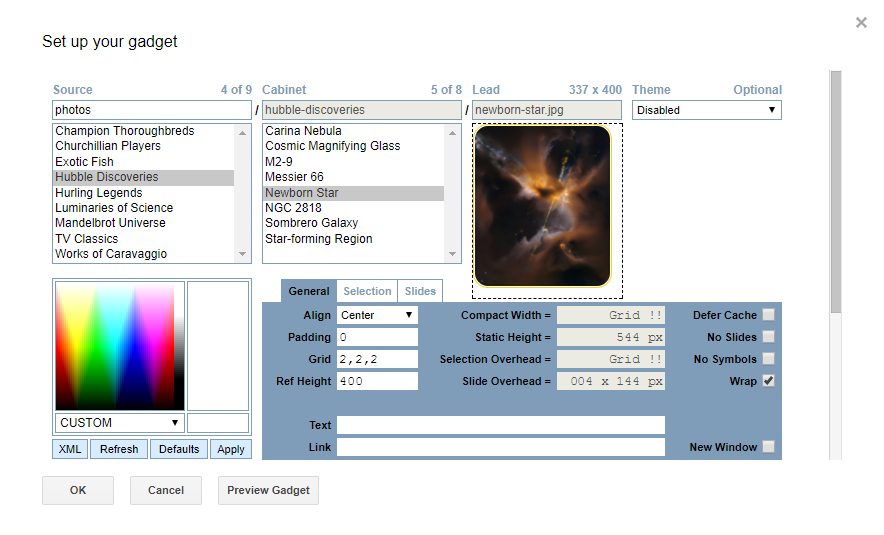 Set up your gadget
Source 4 of 9 Cabinet 5 of 8 Lead 337 x 400 Theme Optional
photos / hubble-discoveries / newborn-star.jpg Disabled
Champion Thoroughbreds
Churchillian Players
Exotic Fish
Hubble Discoveries
Hurling Legends
Luminaries of Science
Mandelbrot Universe
TV Classics
Works of Caravaggio
Carina Nebula
Cosmic Magnifying Glass
M2-9
Messier 66
Newborn Star
NGC 2818
Sombrero Galaxy
Star-forming Region
CUSTOM
XML Refresh Defaults Apply
General Selection Slides
Align Center Compact Width = Grid !! Defer Cache
Padding 0 Static Height = 544 px No Slides
Grid 2,2,2 Selection Overhead = Grid !! No Symbols
Ref Height 400 Slide Overhead = 004 x 144 px Wrap
Text
Link New Window
OK Cancel Preview Gadget